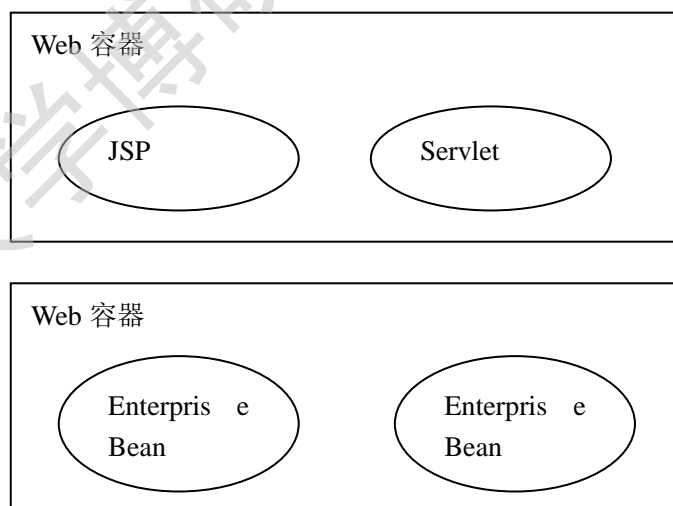 Web 容器
JSP Servlet
Web 容器
Enterpris e Enterpris e
Bean Bean